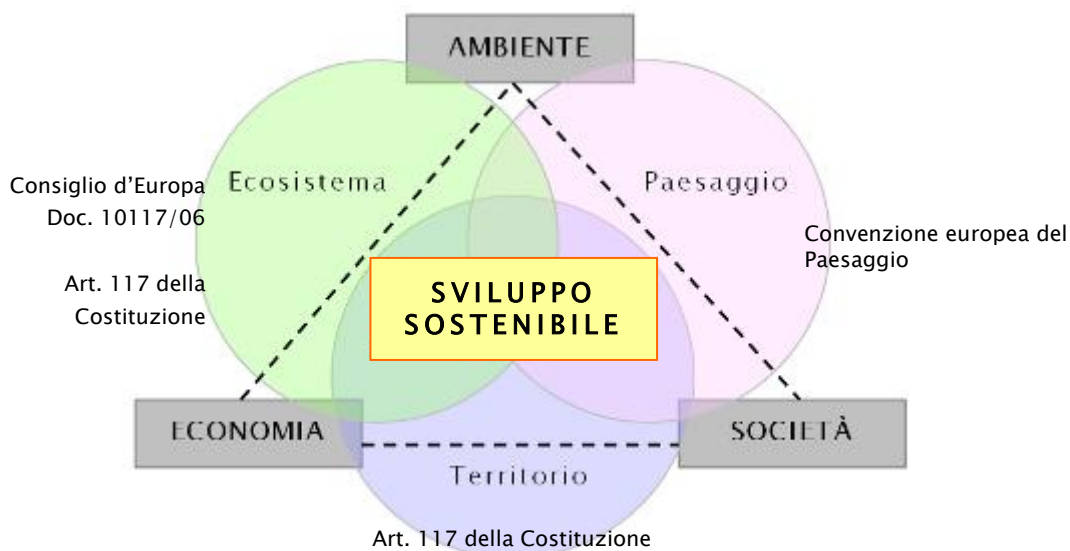 AMBIENTE
Ecosistema
Paesaggio
Consiglio d’Europa
Doc. 10117/06
Convenzione europea del
Paesaggio
Art. 117 della
Costituzione
SVILUPPO
SOSTENIBILE
ECONOMIA
SOCIETÀ
Territorio
Art. 117 della Costituzione